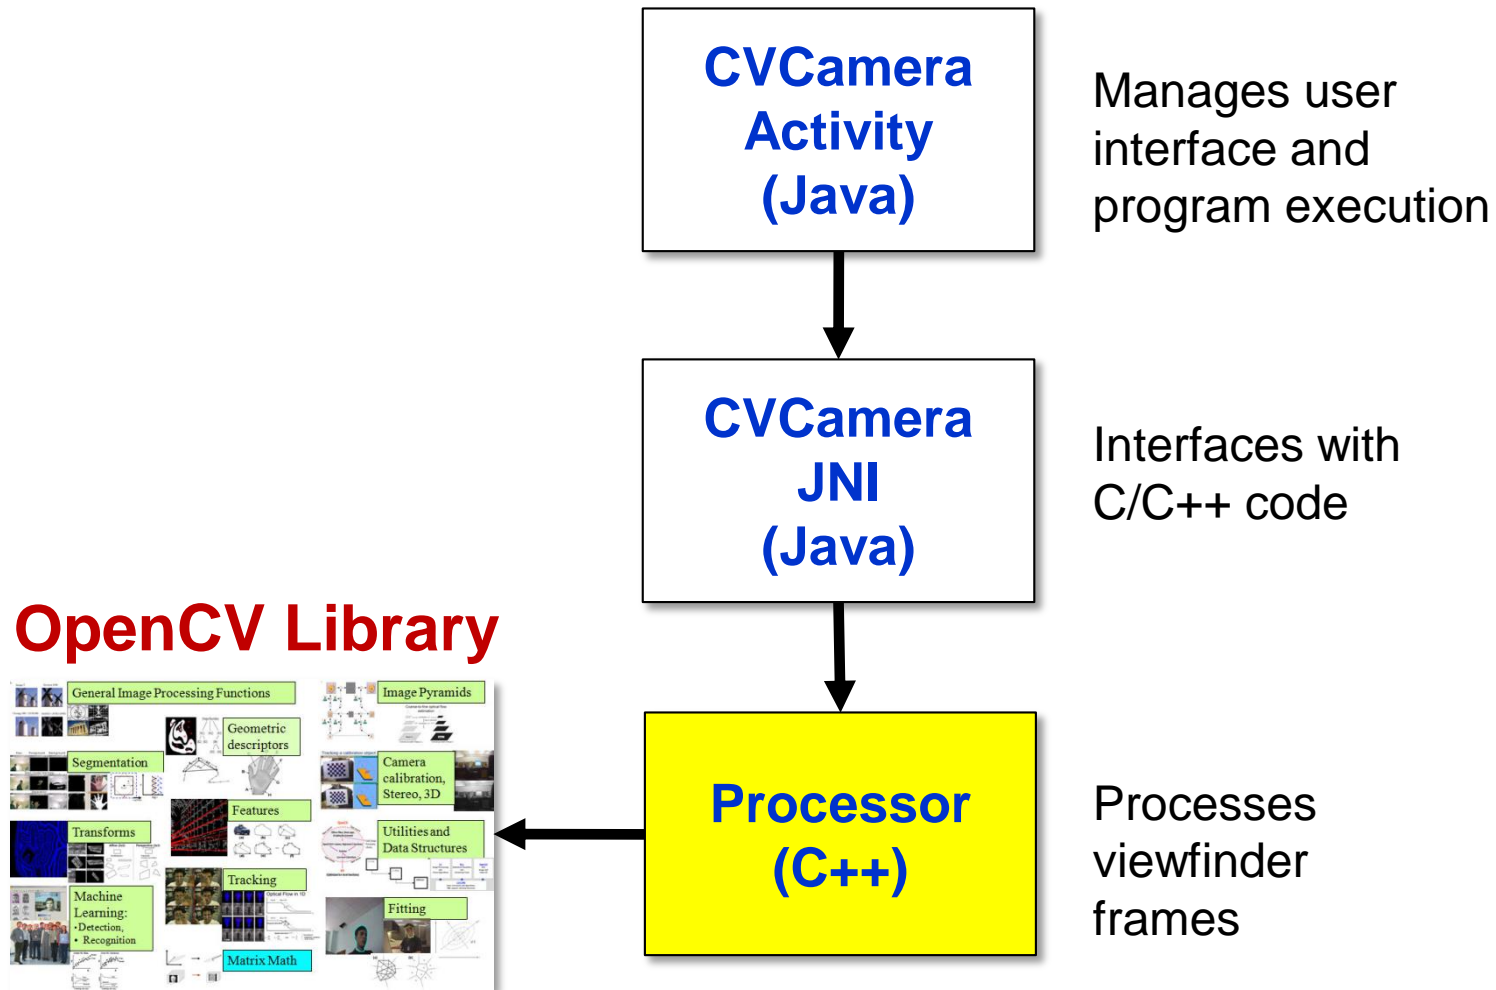 CVCamera
Activity
(Java)
Manages user
interface and
program execution
CVCamera
JNI
(Java)
Interfaces with
C/C++ code
OpenCV Library
General Image Processing Functions
Image Pyramids
Geometric
descriptors
Segmentation
Camera
calibration,
Stereo, 3D
Features
Transforms
Utilities and
Data Structures
Tracking
Machine
Learning:
•Detection,
• Recognition
Fitting
Matrix Math
Processor
(C++)
Processes
viewfinder
frames